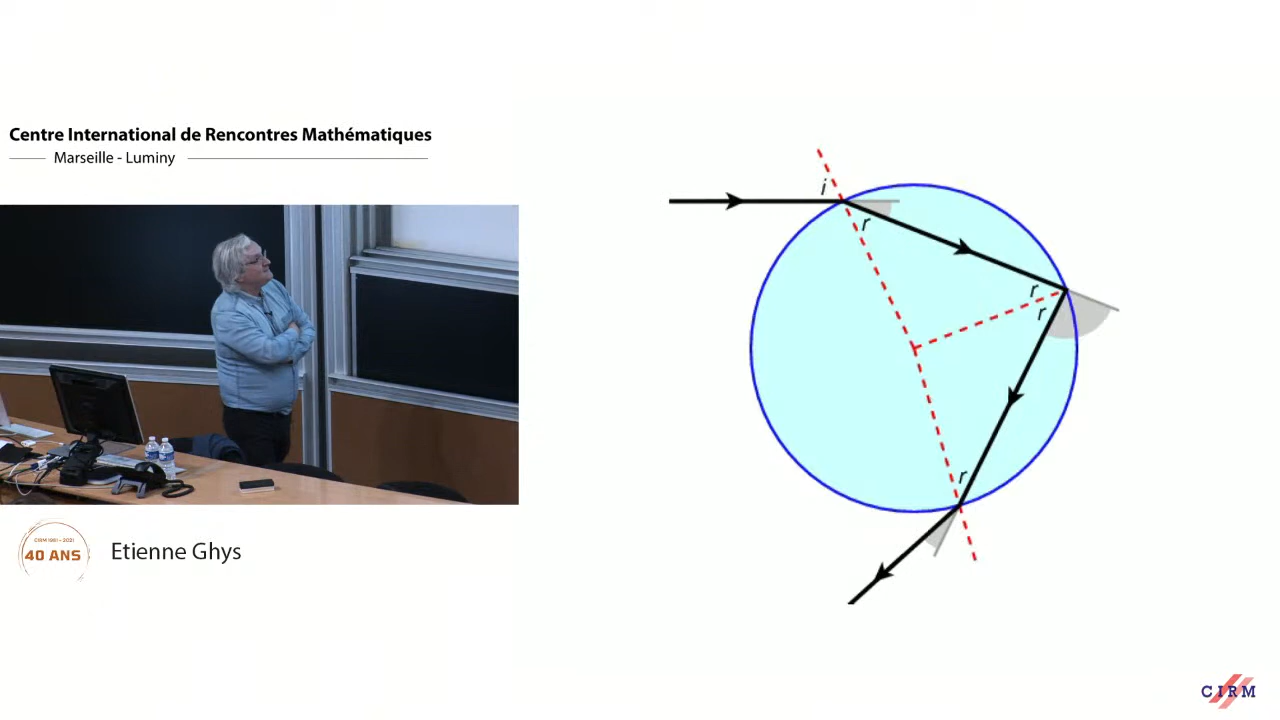 Centre International de Rencontres Mathématiques
Marseille - Luminy
i
r
r
r
r
CIRM 1981 - 2021
40 ANS
Etienne Ghys
CIRM